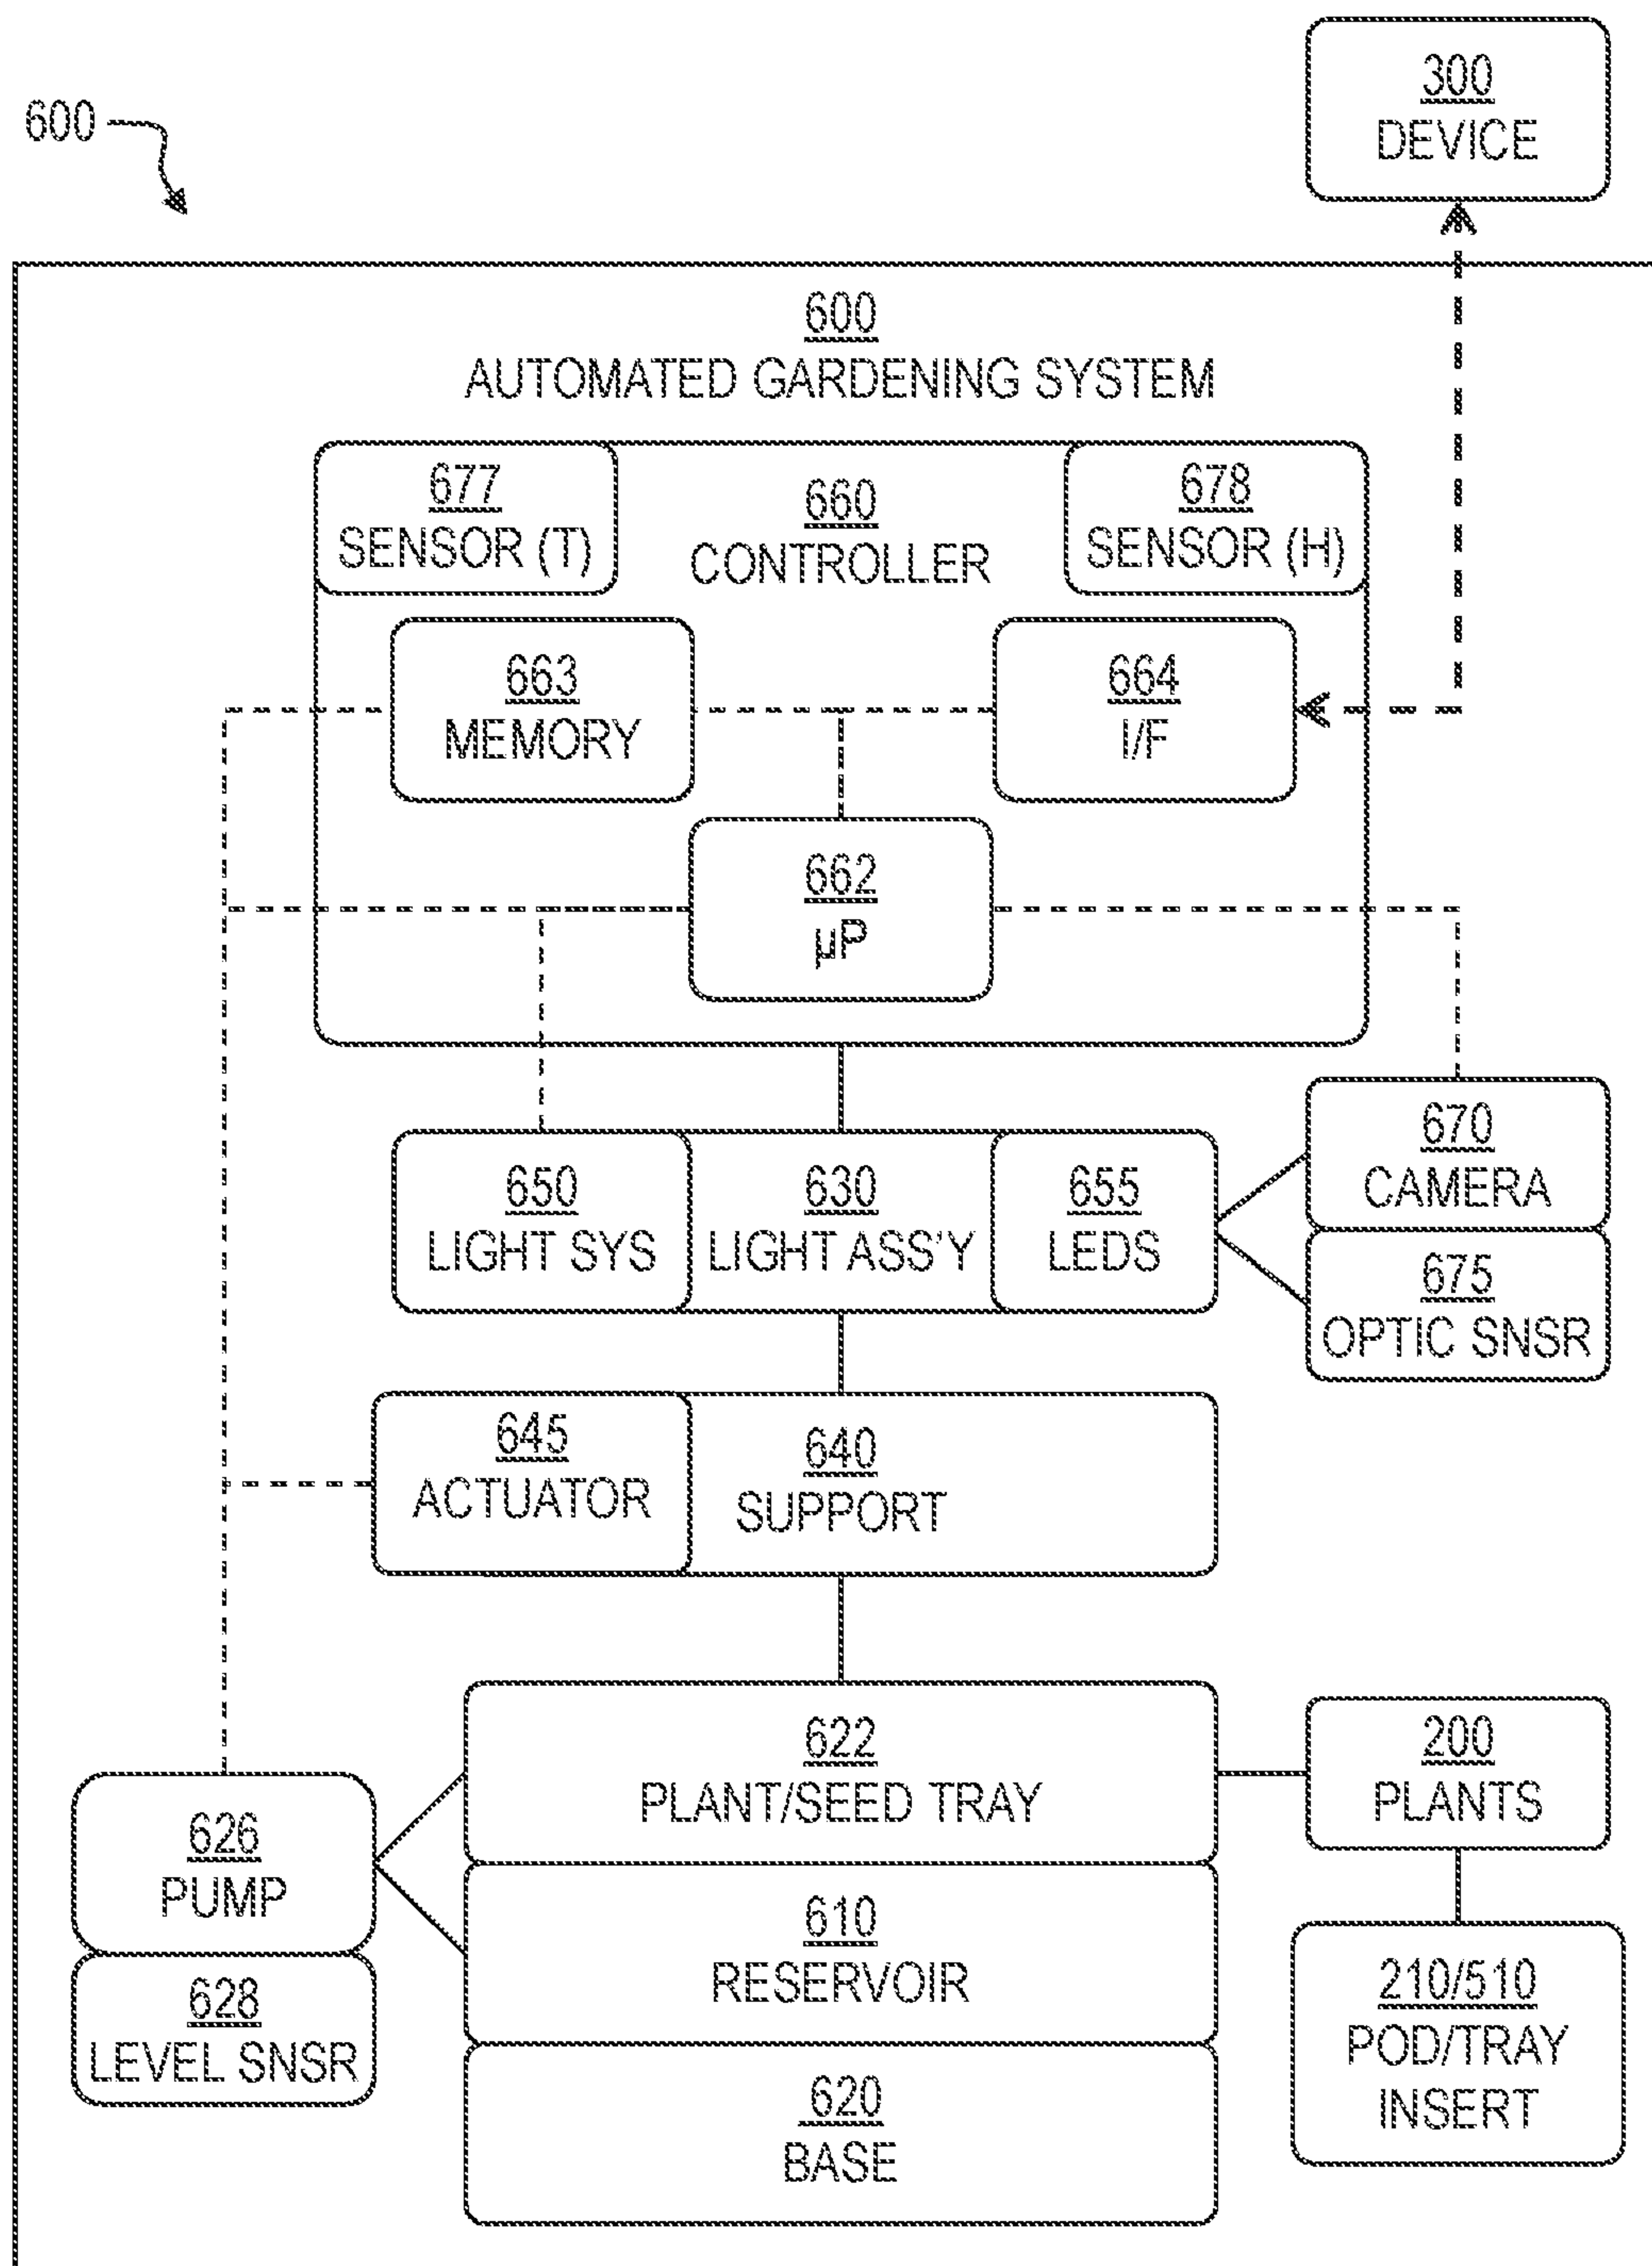 300
DEVICE
600
600
AUTOMATED GARDENING SYSTEM
677
SENSOR (T)
660
CONTROLLER
678
SENSOR (H)
663
MEMORY
664
I/F
662
µP
650
LIGHT SYS
630
LIGHT ASS'Y
655
LEDS
670
CAMERA
675
OPTIC SNSR
645
ACTUATOR
640
SUPPORT
622
PLANT/SEED TRAY
200
PLANTS
626
PUMP
610
RESERVOIR
628
LEVEL SNSR
210/510
POD/TRAY
INSERT
620
BASE